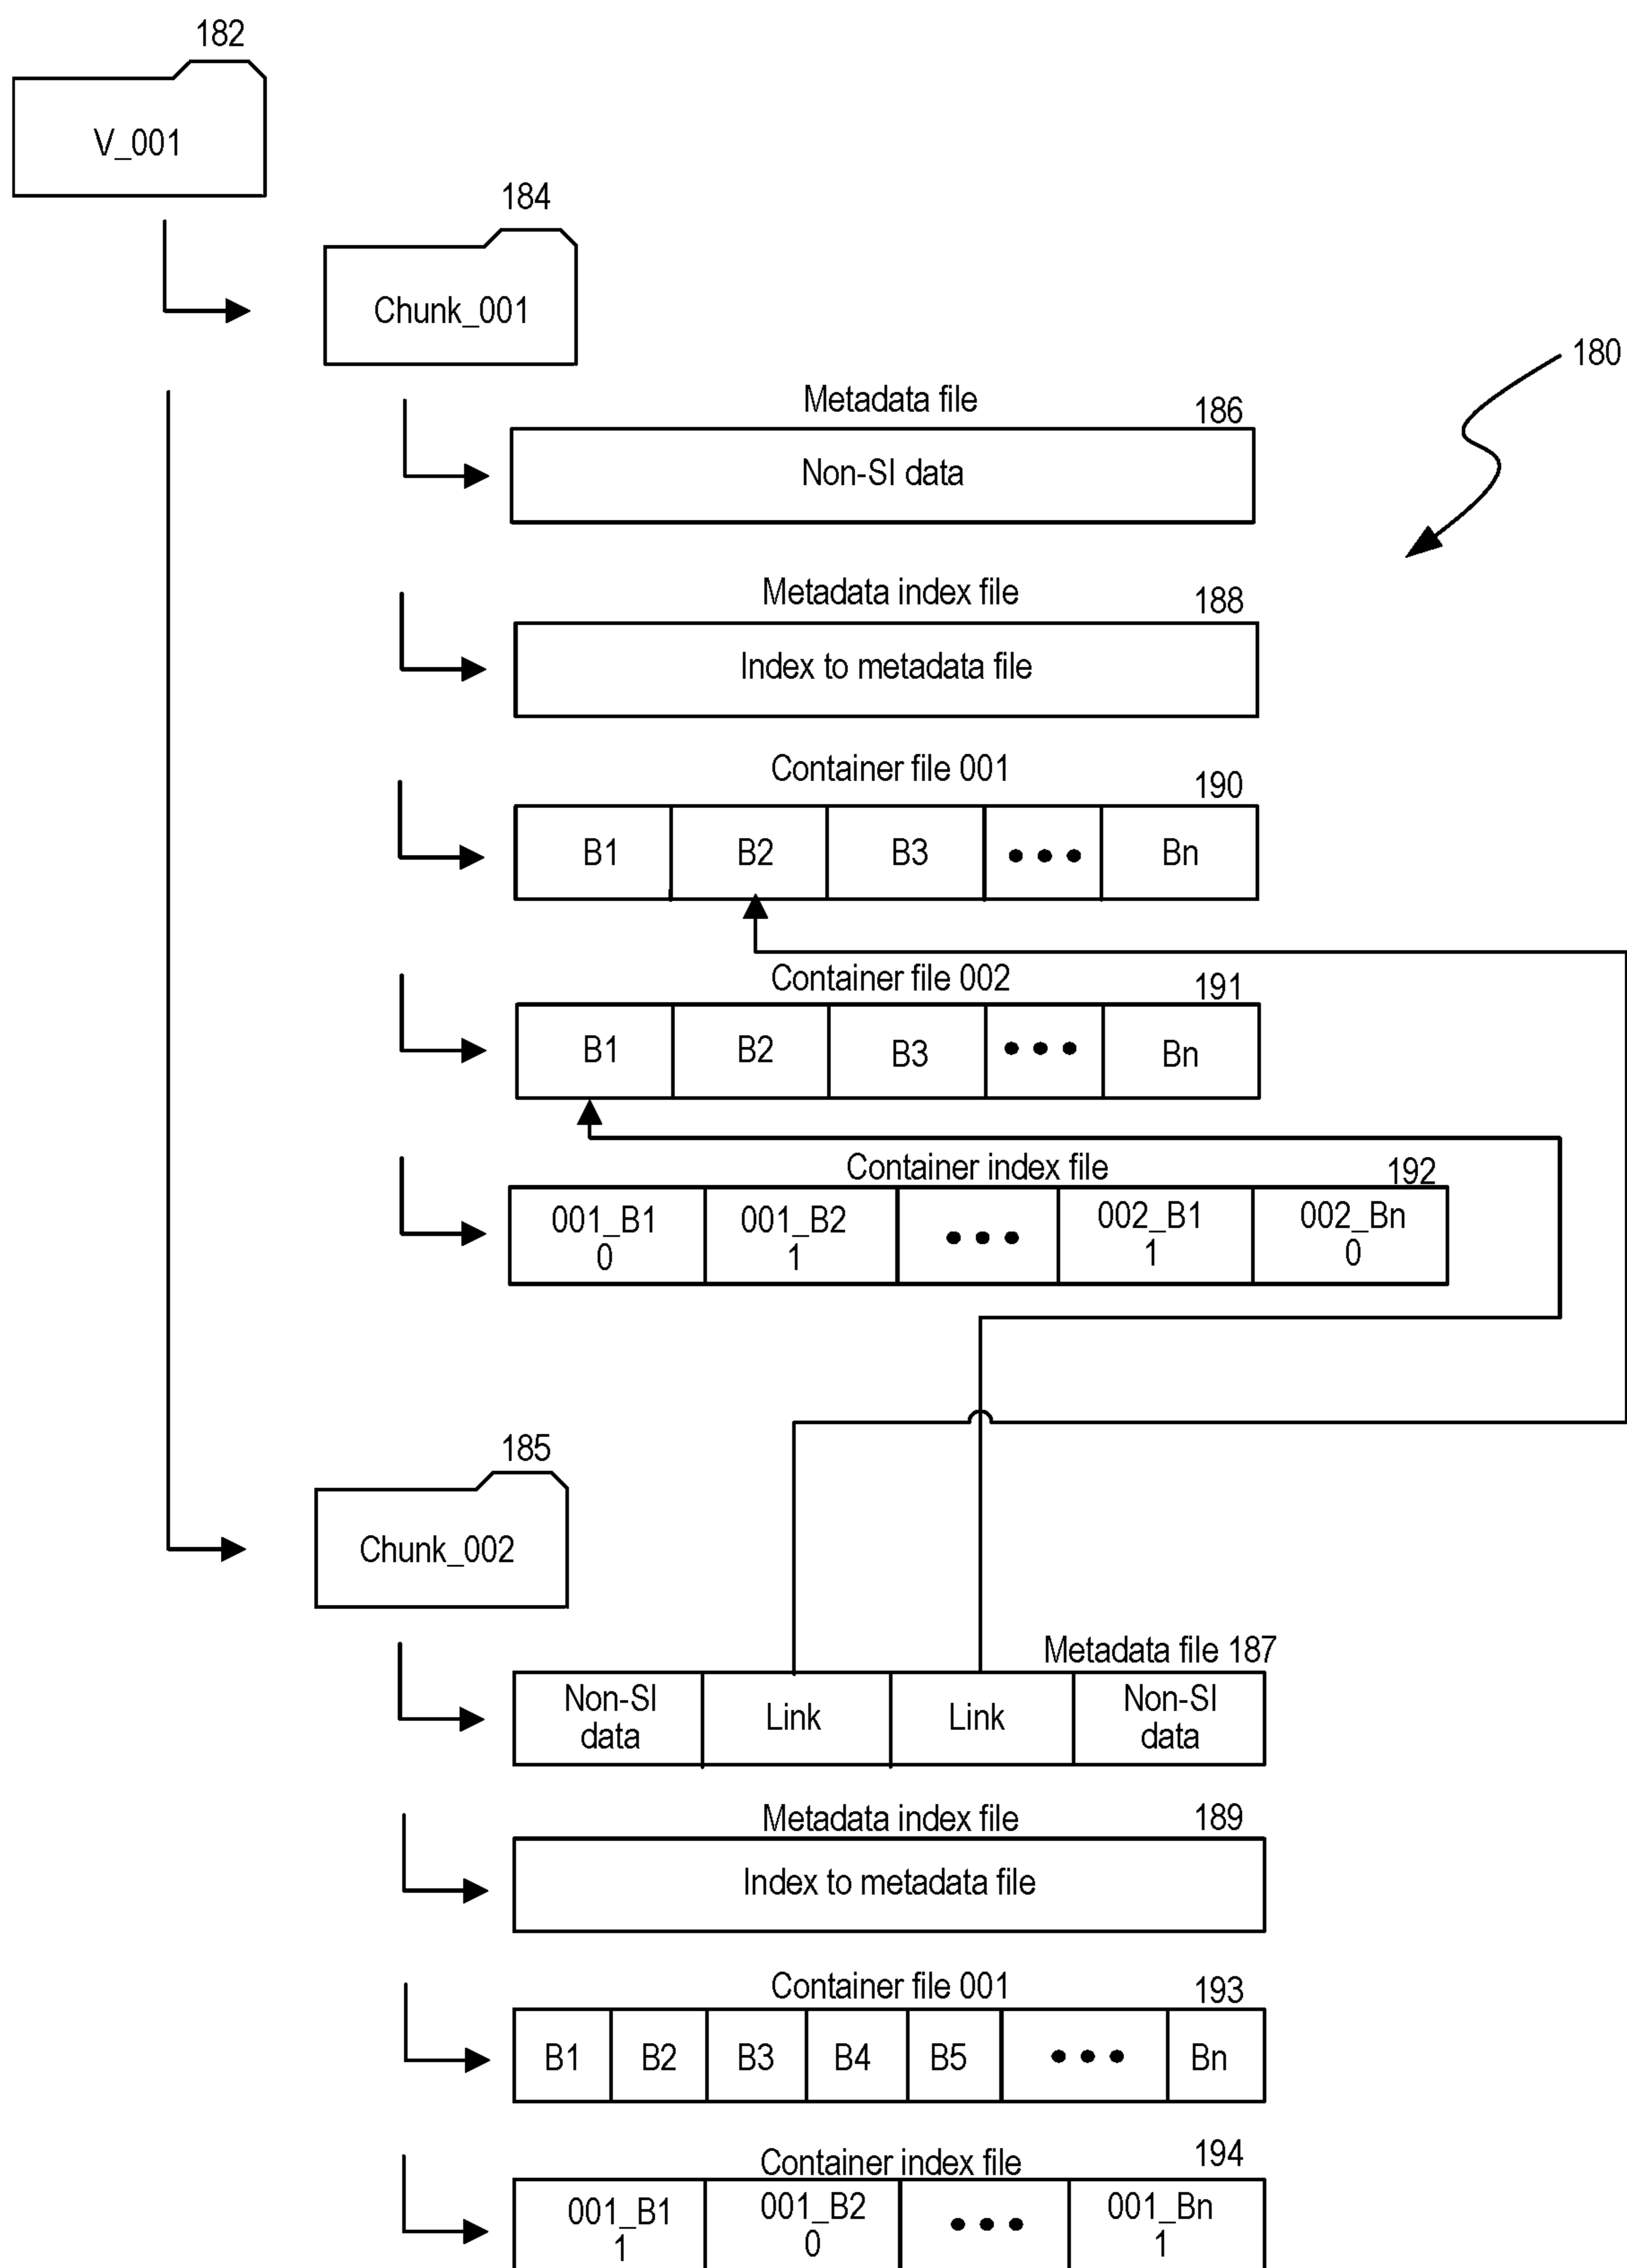 182
V_001
184
Chunk_001
180
Metadata file
186
Non-SI data
Metadata index file
188
Index to metadata file
Container file 001
190
B1 B2 B3 ••• Bn
Container file 002
191
B1 B2 B3 ••• Bn
Container index file
192
001_B1 001_B2 ••• 002_B1 002_Bn
0 1 1 0
185
Chunk_002
Metadata file 187
Non-SI Link Link Non-SI
data data
Metadata index file
189
Index to metadata file
Container file 001
193
B1 B2 B3 B4 B5 ••• Bn
Container index file
194
001_B1 001_B2 ••• 001_Bn
1 0 1